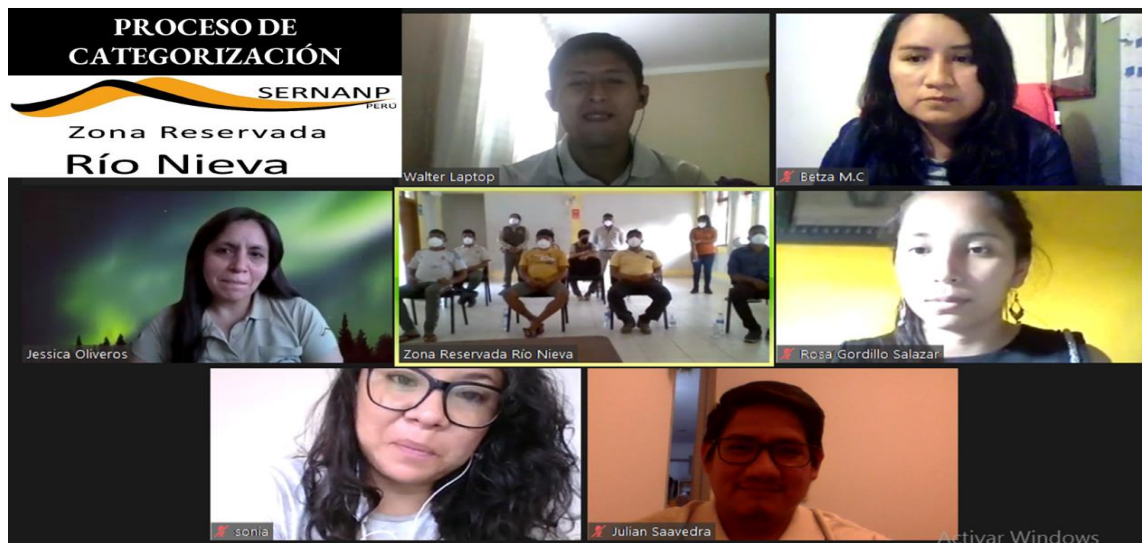 PROCESO DE
CATEGORIZACIÓN
SERNANP
PERÚ
Zona Reservada
Río Nieva
Walter Laptop
Betza M.C
Jessica Oliveros
Zona Reservada Río Nieva
Rosa Gordillo Salazar
sonia
Julian Saavedra
Activar Windows